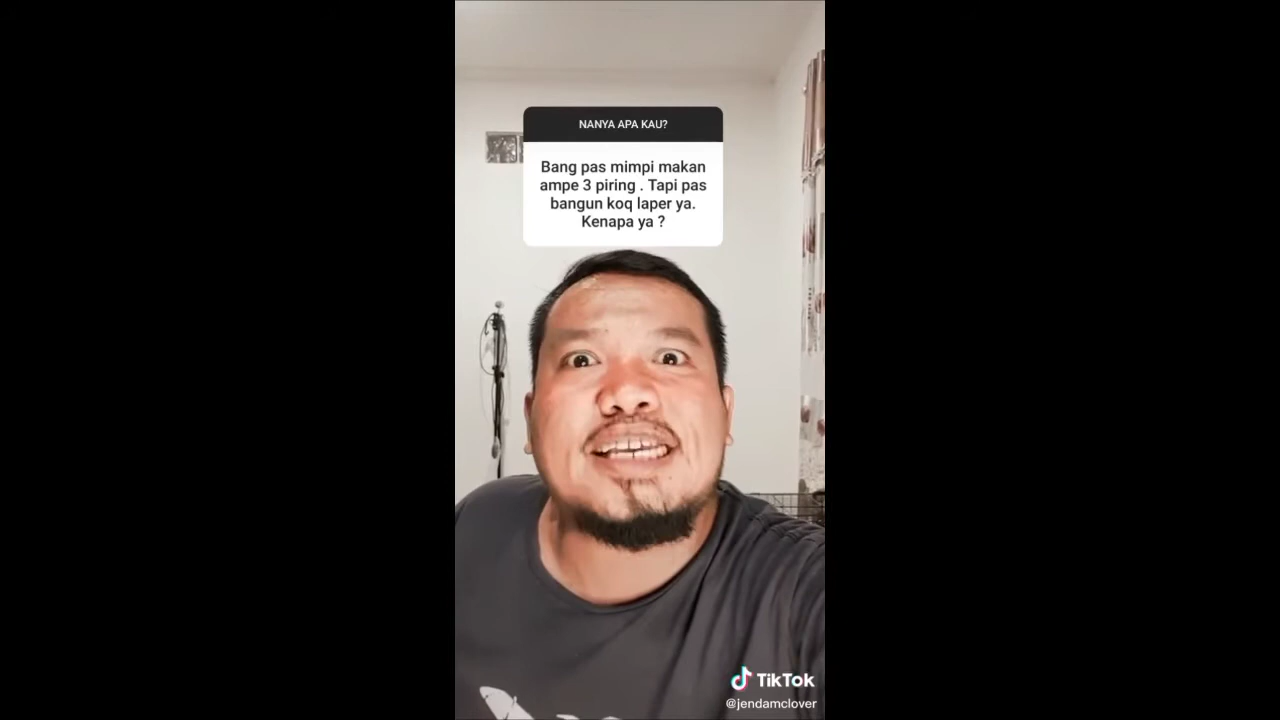 NANYA APA KAU?
Bang pas mimpi makan
ampe 3 piring . Tapi pas
bangun koq laper ya.
Kenapa ya ?
TikTok
@jendamclover